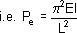 i.e. Pₑ = π²EI / L²